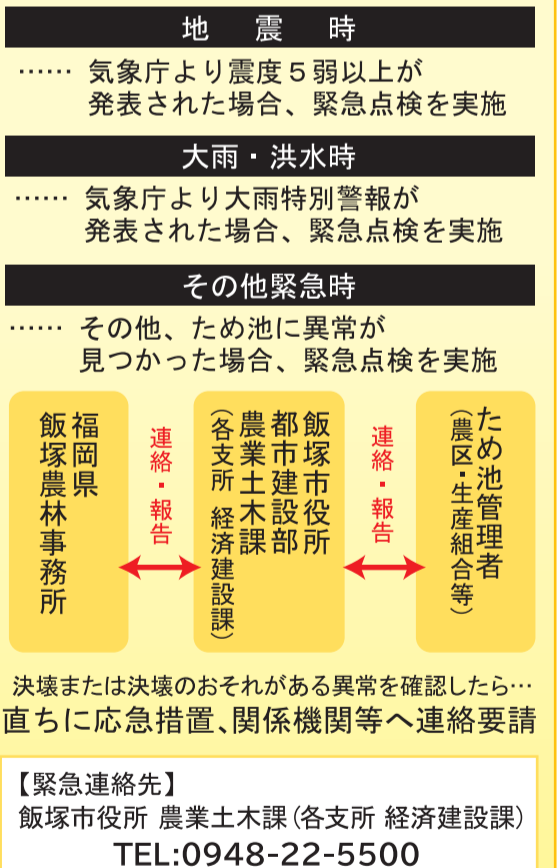 地震時
…… 気象庁より震度５弱以上が
発表された場合、緊急点検を実施
大雨・洪水時
…… 気象庁より大雨特別警報が
発表された場合、緊急点検を実施
その他緊急時
…… その他、ため池に異常が
見つかった場合、緊急点検を実施
福岡県
飯塚農林事務所
連絡・報告
飯塚市役所
都市建設部
農業土木課
（各支所 経済建設課）
連絡・報告
ため池管理者
（農区・生産組合等）
決壊または決壊のおそれがある異常を確認したら…
直ちに応急措置、関係機関等へ連絡要請
【緊急連絡先】
飯塚市役所 農業土木課（各支所 経済建設課）
TEL:0948-22-5500